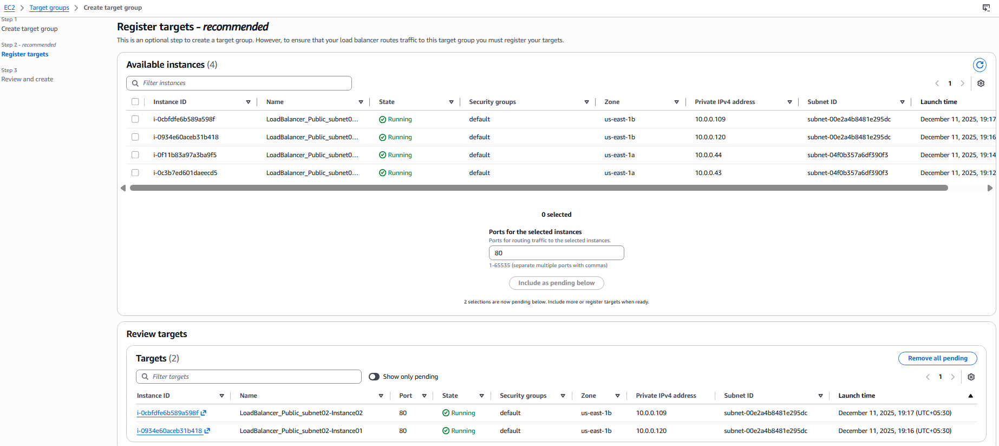 EC2 > Target groups > Create target group
Step 1
Create target group
Step 2 - recommended
Register targets
Step 3
Review and create
Register targets - recommended
This is an optional step to create a target group. However, to ensure that your load balancer routes traffic to this target group you must register your targets.
Available instances (4)
Filter instances
1
Instance ID Name State Security groups Zone Private IPv4 address Subnet ID Launch time
i-0cbfdfe6b589a598f LoadBalancer_Public_subnet0... Running default us-east-1b 10.0.0.109 subnet-00e2a4b8481e295dc December 11, 2025, 19:17
i-0934e60aceb31b418 LoadBalancer_Public_subnet0... Running default us-east-1b 10.0.0.120 subnet-00e2a4b8481e295dc December 11, 2025, 19:16
i-0f11b83a97a3ba9f5 LoadBalancer_Public_subnet0... Running default us-east-1a 10.0.0.44 subnet-04f0b357a6df390f3 December 11, 2025, 19:14
i-0c3b7ed601daeecd5 LoadBalancer_Public_subnet0... Running default us-east-1a 10.0.0.43 subnet-04f0b357a6df390f3 December 11, 2025, 19:12
0 selected
Ports for the selected instances
Ports for routing traffic to the selected instances.
80
1-65535 (separate multiple ports with commas)
Include as pending below
2 selections are now pending below. Include more or register targets when ready.
Review targets
Targets (2)
Remove all pending
Filter targets
Show only pending
1
Instance ID Name Port State Security groups Zone Private IPv4 address Subnet ID Launch time
i-0cbfdfe6b589a598f LoadBalancer_Public_subnet02-Instance02 80 Running default us-east-1b 10.0.0.109 subnet-00e2a4b8481e295dc December 11, 2025, 19:17 (UTC+05:30)
i-0934e60aceb31b418 LoadBalancer_Public_subnet02-Instance01 80 Running default us-east-1b 10.0.0.120 subnet-00e2a4b8481e295dc December 11, 2025, 19:16 (UTC+05:30)